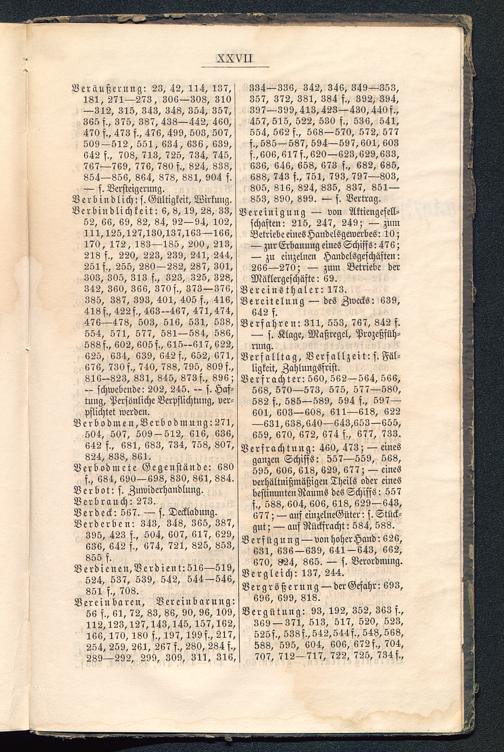 XXVII
Veräußerung: 23, 42, 114, 137,
181, 271—273, 306—308, 310
—312, 315, 343, 348, 354, 357,
365 f., 375, 387, 438—442, 460,
470 f., 473 f., 476, 499, 503, 507,
509—512, 551, 634, 636, 639,
642 f., 708, 713, 725, 734, 745,
767—769, 776, 780 f., 824, 838,
854—856, 864, 878, 881, 904 f.
— s. Versteigerung.
Verbindlich: s. Gültigkeit, Wirkung.
Verbindlichkeit: 6, 8, 19, 28, 33,
52, 66, 69, 82, 84, 92—94, 102,
111, 125, 127, 130, 137, 163—166,
170, 172, 183—185, 200, 213,
218 f., 220, 223, 239, 241, 244,
251 f., 255, 280—282, 287, 301,
303, 305, 313 f., 323, 325, 328,
342, 360, 366, 370 f., 373—376,
385, 387, 393, 401, 405 f., 416,
418 f., 422 f., 463—467, 471, 474,
476—478, 503, 516, 531, 538,
554, 571, 577, 581—584, 586,
588 f., 602, 605 f., 615—617, 622,
625, 634, 639, 642 f., 652, 671,
676, 730 f., 740, 788, 795, 809 f.,
816—823, 831, 845, 873 f., 896;
— schwebende: 202, 245. — s. Haf-
tung, Persönliche Verpflichtung, ver-
pflichtet werden.
Verbodmen, Verbodmung: 271,
504, 507, 509—512, 616, 636,
642 f., 681, 683, 734, 758, 807,
824, 838, 861.
Verbodmete Gegenstände: 680
f., 684, 690—698, 830, 861, 884.
Verbot: s. Zuwiderhandlung.
Verbrauch: 273.
Verdeck: 567. — s. Deckladung.
Verderben: 343, 348, 365, 387,
395, 423 f., 504, 607, 617, 629,
636, 642 f., 674, 721, 825, 853,
855 f.
Verdienen, Verdient: 516—519,
524, 537, 539, 542, 544—546,
851 f., 708.
Vereinbaren, Vereinbarung:
56 f., 61, 72, 83, 86, 90, 96, 109,
112, 123, 127, 143, 145, 157, 162,
166, 170, 180 f., 197, 199 f., 217,
254, 259, 261, 267 f., 280, 284 f.,
289—292, 299, 309, 311, 316,
334—336, 342, 346, 349—353,
357, 372, 381, 384 f., 392, 394,
397—399, 413, 423—430, 440 f.,
457, 515, 522, 530 f., 536, 541,
554, 562 f., 568—570, 572, 577
f., 585—587, 594—597, 601, 603
f., 606, 617 f., 620—623, 629, 633,
636, 646, 658, 673 f., 682, 685,
688, 743 f., 751, 793, 797—803,
805, 816, 824, 835, 837, 851—
853, 890, 899. — s. Vertrag.
Vereinigung — von Aktiengesell-
schaften: 215, 247, 249; — zum
Betriebe eines Handelsgewerbes: 10;
— zur Erbauung eines Schiffs: 476;
— zu einzelnen Handelsgeschäften:
266—270; — zum Betriebe der
Mäklergeschäfte: 69.
Vereinsthaler: 173.
Vereitelung — des Zwecks: 639,
642 f.
Verfahren: 311, 553, 767, 842 f.
— s. Klage, Maßregel, Prozeßfüh-
rung.
Verfalltag, Verfallzeit: s. Fäl-
ligkeit, Zahlungsfrist.
Verfrachter: 560, 562—564, 566,
568, 570—573, 575, 577—580,
582 f., 585—589, 594 f., 597—
601, 603—608, 611—618, 622
—631, 638, 640—643, 653—655,
659, 670, 672, 674 f., 677, 733.
Verfrachtung: 460, 473; — eines
ganzen Schiffs: 557—559, 568,
595, 606, 618, 629, 677; — eines
verhältnißmäßigen Theils oder eines
bestimmten Raums des Schiffs: 557
f., 588, 604, 606, 618, 629—643,
677; — auf einzelne Güter: s. Stück-
gut; — auf Rückfracht: 584, 588.
Verfügung — von hoher Hand: 626,
631, 636—639, 641—643, 662,
670, 824, 865. — s. Verordnung.
Vergleich: 137, 244.
Vergrößerung — der Gefahr: 693,
696, 699, 818.
Vergütung: 93, 192, 352, 363 f.,
369—371, 513, 517, 520, 523,
525 f., 538 f., 542, 544 f., 548, 568,
588, 595, 604, 606, 672 f., 704,
707, 712—717, 722, 725, 734 f.,